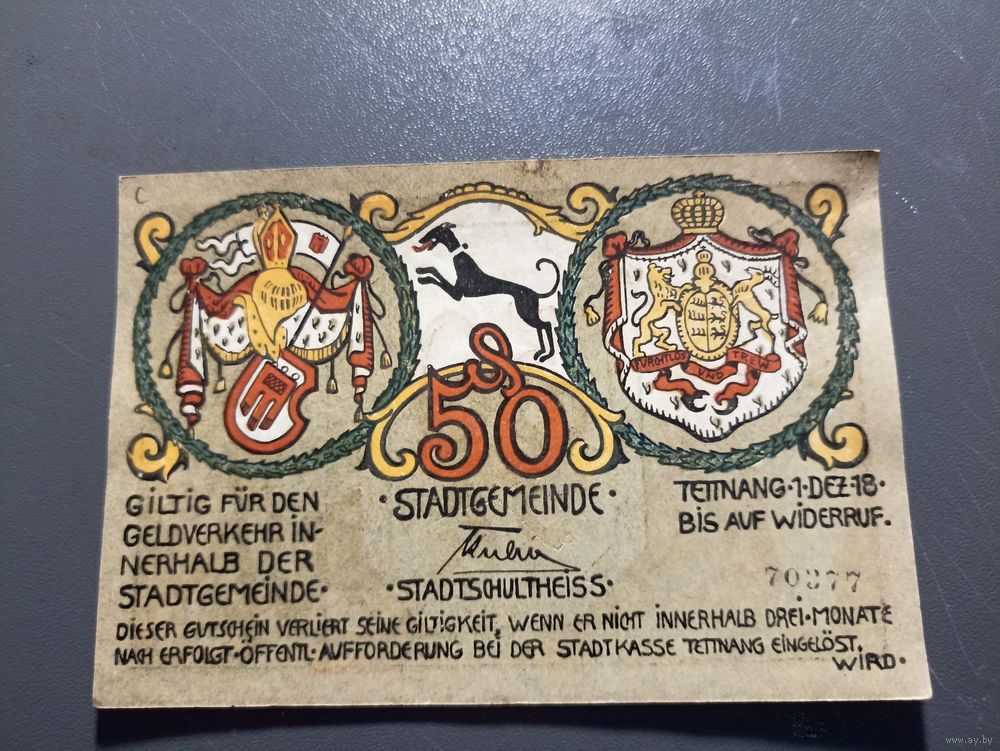 C
50
FURCHTLOS UND TREW
GILTIG FÜR DEN
GELDVERKEHR IN-
NERHALB DER
STADTGEMEINDE·
·STADTGEMEINDE·
·STADTSCHULTHEISS·
TETTNANG·1·DEZ·18·
BIS AUF WIDERRUF.
70377
DIESER GUTSCHEIN VERLIERT SEINE GILTIGKEIT, WENN ER NICHT INNERHALB DREI·MONATE
NACH ERFOLGT·ÖFFENTL·AUFFORDERUNG BEI DER STADTKASSE TETTNANG EINGELÖST.
WIRD·
www.ay.by